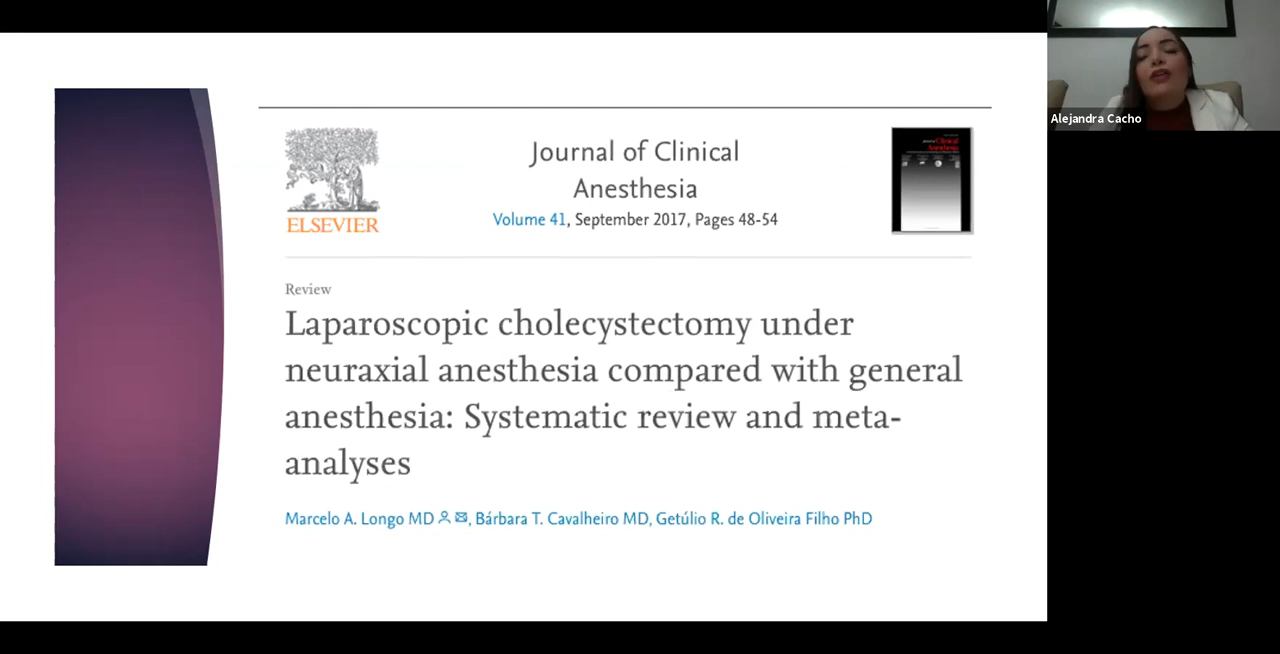 Journal of Clinical
Anesthesia
Volume 41, September 2017, Pages 48-54
ELSEVIER
Review
Laparoscopic cholecystectomy under
neuraxial anesthesia compared with general
anesthesia: Systematic review and meta-
analyses
Marcelo A. Longo MD, Bárbara T. Cavalheiro MD, Getúlio R. de Oliveira Filho PhD
Alejandra Cacho